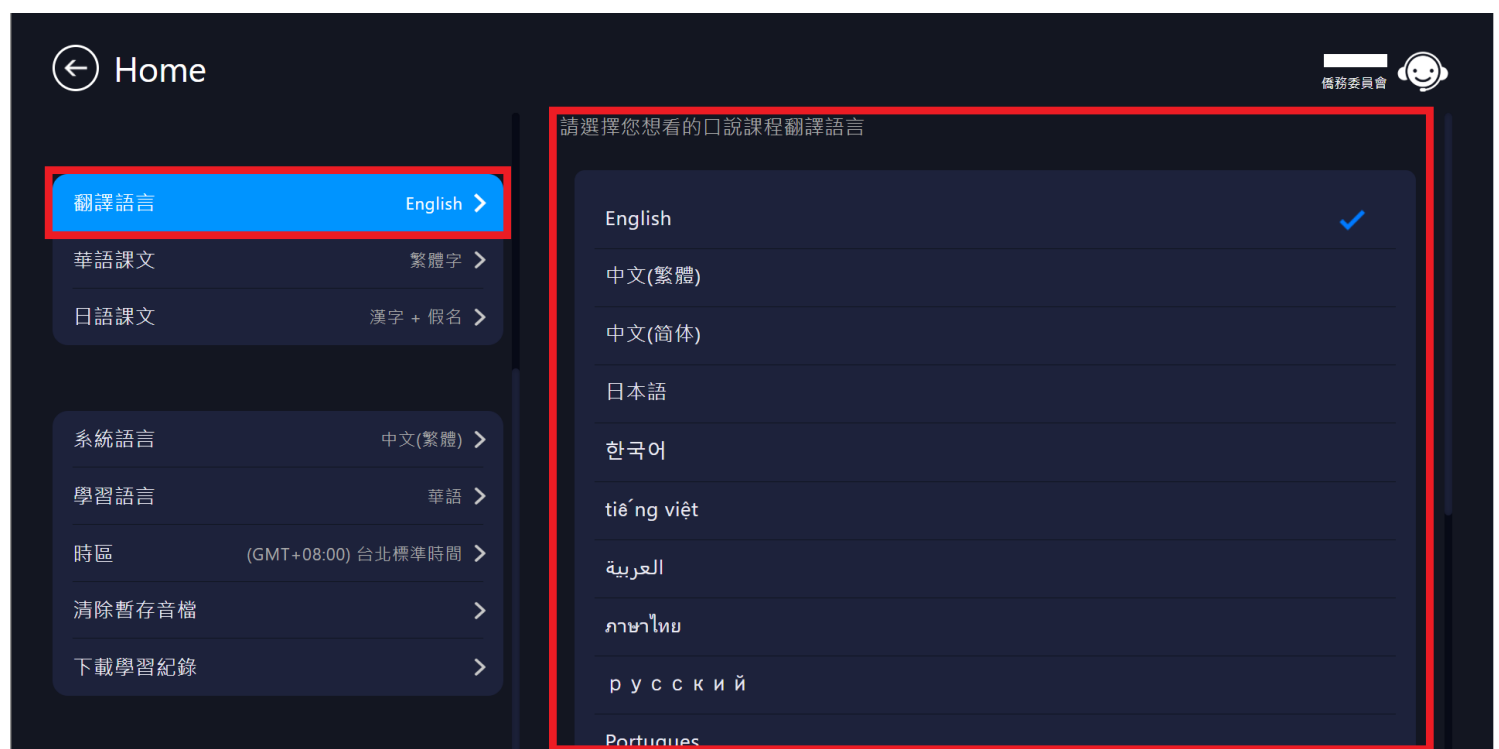 Home
僑務委員會
翻譯語言 English
華語課文 繁體字
日語課文 漢字 + 假名
系統語言 中文(繁體)
學習語言 華語
時區 (GMT+08:00) 台北標準時間
清除暫存音檔
下載學習紀錄
請選擇您想看的口說課程翻譯語言
English
中文(繁體)
中文(简体)
日本語
한국어
tiếng việt
العربية
ภาษาไทย
русский
Portugues